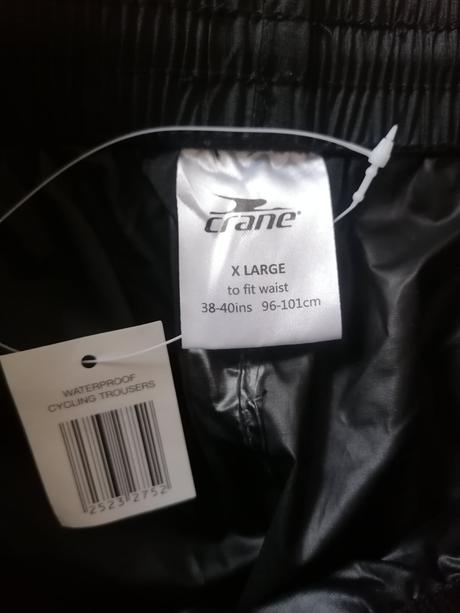 crane®
X LARGE
to fit waist
38-40ins 96-101cm
WATERPROOF
CYCLING TROUSERS
2523 2752